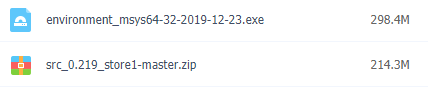 environment_msys64-32-2019-12-23.exe 298.4M
src_0.219_store1-master.zip 214.3M